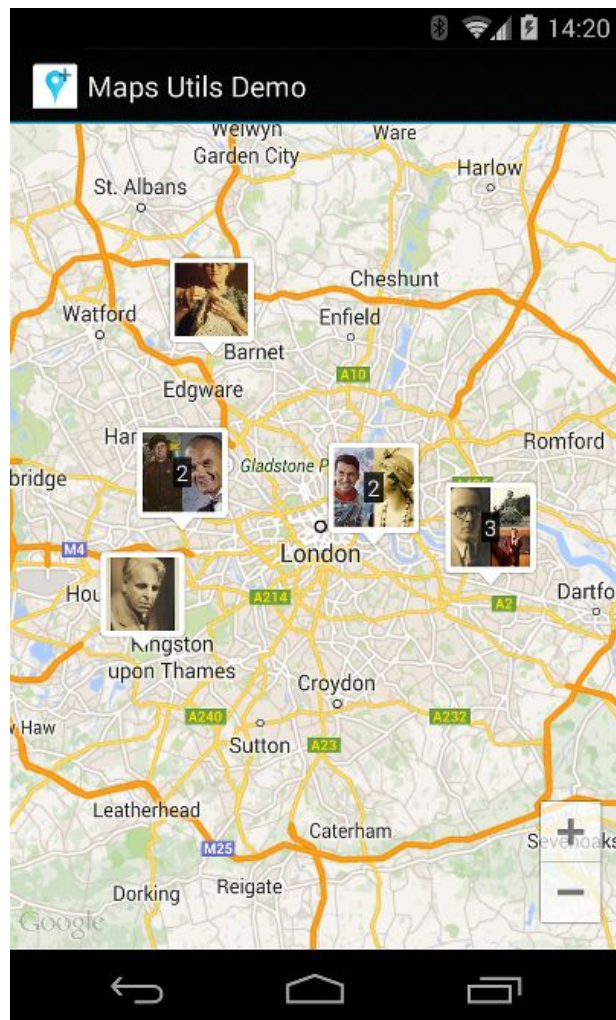 14:20
Maps Utils Demo
Welwyn
Garden City
Ware
Harlow
St. Albans
Cheshunt
Watford
Enfield
Barnet
A10
Edgware
Har
Romford
bridge
Gladstone P
2
2
3
London
M4
Hou
A214
A2
Dartfo
Kingston
upon Thames
Croydon
Haw
A240
A232
Sutton
A23
Leatherhead
Caterham
M25
+
Sevenoaks
Reigate
Dorking
−
Google